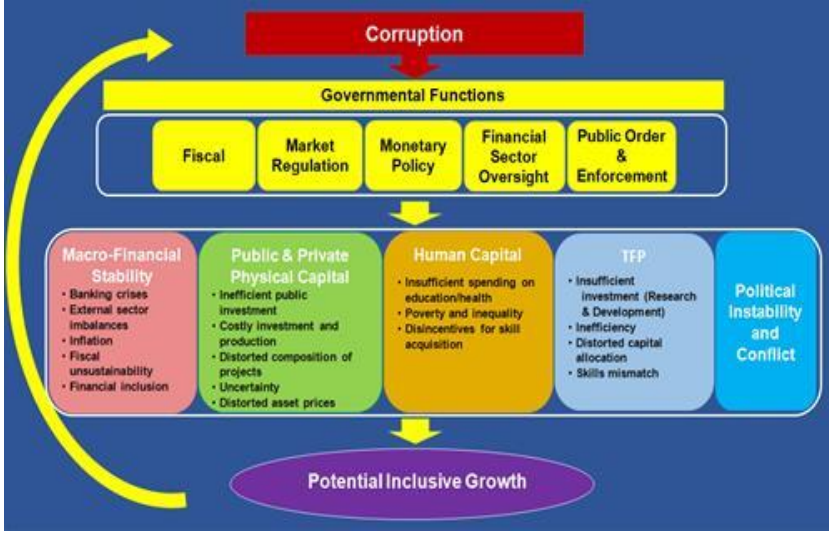 Corruption
Governmental Functions
Fiscal
Market
Regulation
Monetary
Policy
Financial
Sector
Oversight
Public Order
&
Enforcement
Macro-Financial
Stability
• Banking crises
• External sector
imbalances
• Inflation
• Fiscal
unsustainability
• Financial inclusion
Public & Private
Physical Capital
• Inefficient public
investment
• Costly investment and
production
• Distorted composition of
projects
• Uncertainty
• Distorted asset prices
Human Capital
• Insufficient spending on
education/health
• Poverty and inequality
• Disincentives for skill
acquisition
TFP
• Insufficient
investment (Research
& Development)
• Inefficiency
• Distorted capital
allocation
• Skills mismatch
Political
Instability
and
Conflict
Potential Inclusive Growth